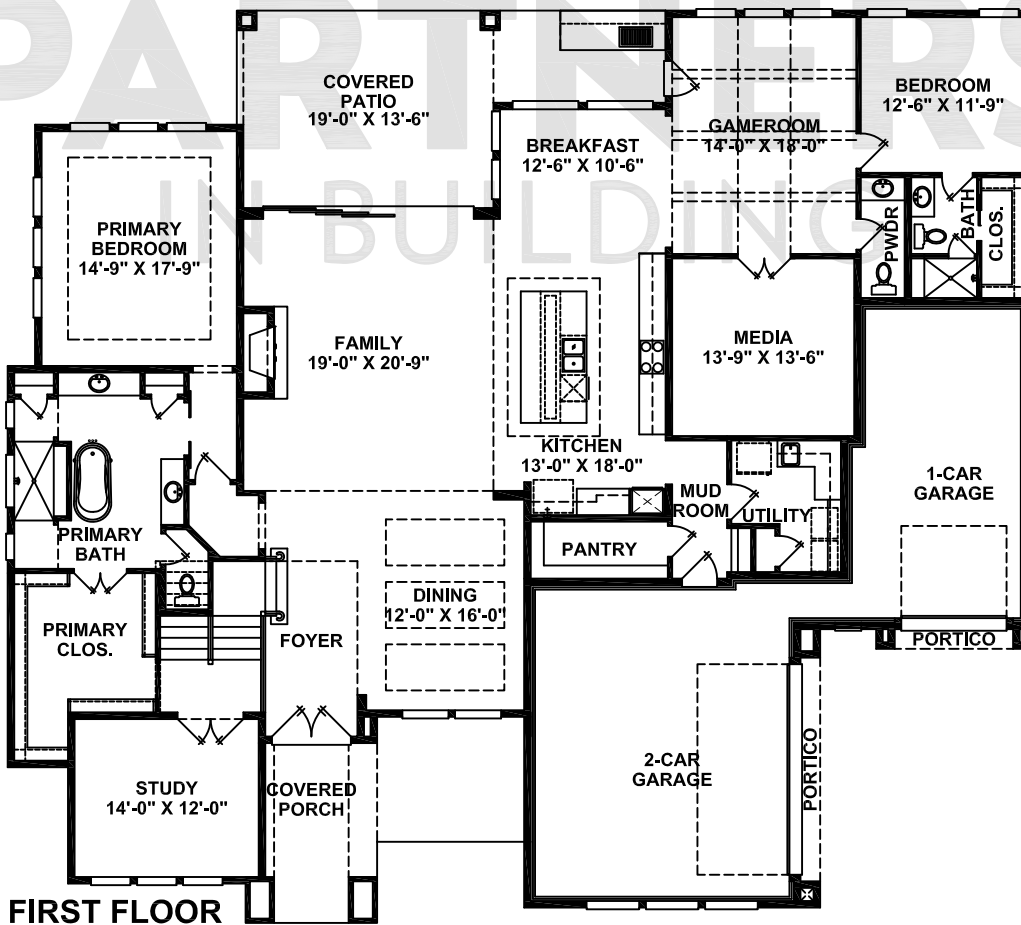 PARTNERS
IN BUILDING
COVERED
PATIO
19'-0" X 13'-6"
BEDROOM
12'-6" X 11'-9"
GAMEROOM
14'-0" X 18'-0"
BREAKFAST
12'-6" X 10'-6"
PRIMARY
BEDROOM
14'-9" X 17'-9"
PWDR
BATH
CLOS.
FAMILY
19'-0" X 20'-9"
MEDIA
13'-9" X 13'-6"
KITCHEN
13'-0" X 18'-0"
1-CAR
GARAGE
MUD
ROOM
UTILITY
PRIMARY
BATH
PANTRY
DINING
12'-0" X 16'-0"
PRIMARY
CLOS.
FOYER
PORTICO
2-CAR
GARAGE
PORTICO
STUDY
14'-0" X 12'-0"
COVERED
PORCH
FIRST FLOOR